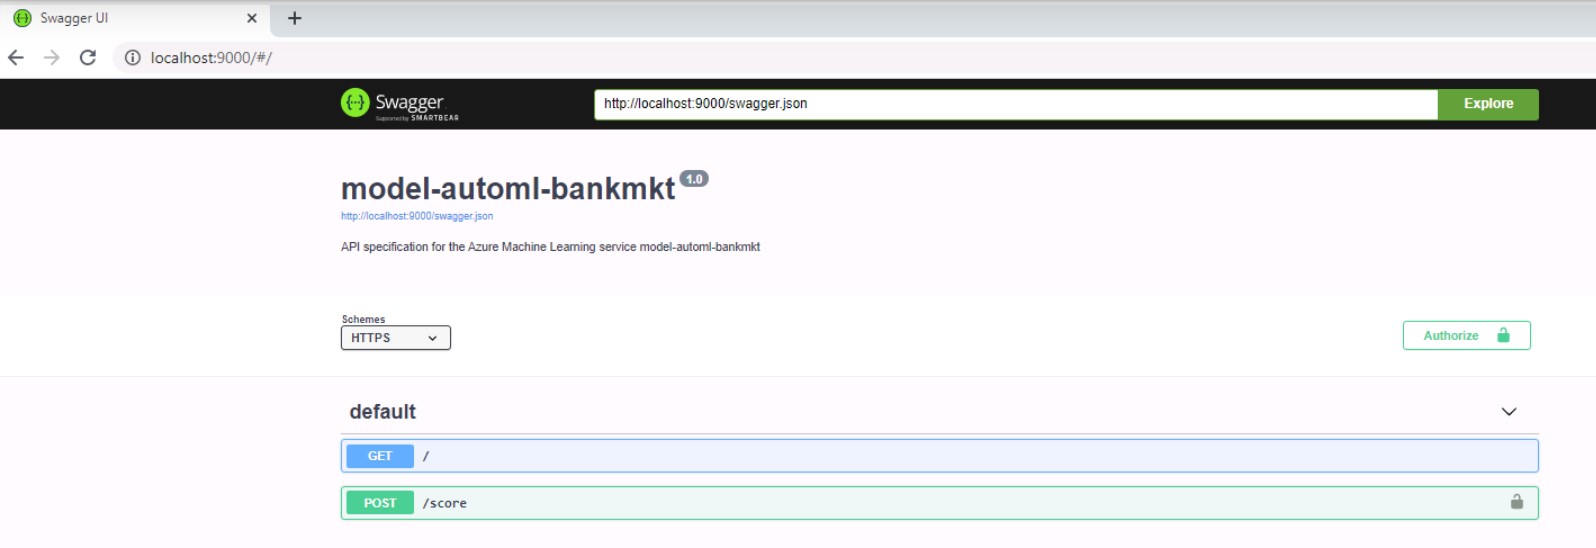 Swagger UI
localhost:9000/#/
Swagger
Supported by SMARTBEAR
http://localhost:9000/swagger.json
Explore
model-automl-bankmkt 1.0
http://localhost:9000/swagger.json
API specification for the Azure Machine Learning service model-automl-bankmkt
Schemes
HTTPS
Authorize
default
GET /
POST /score